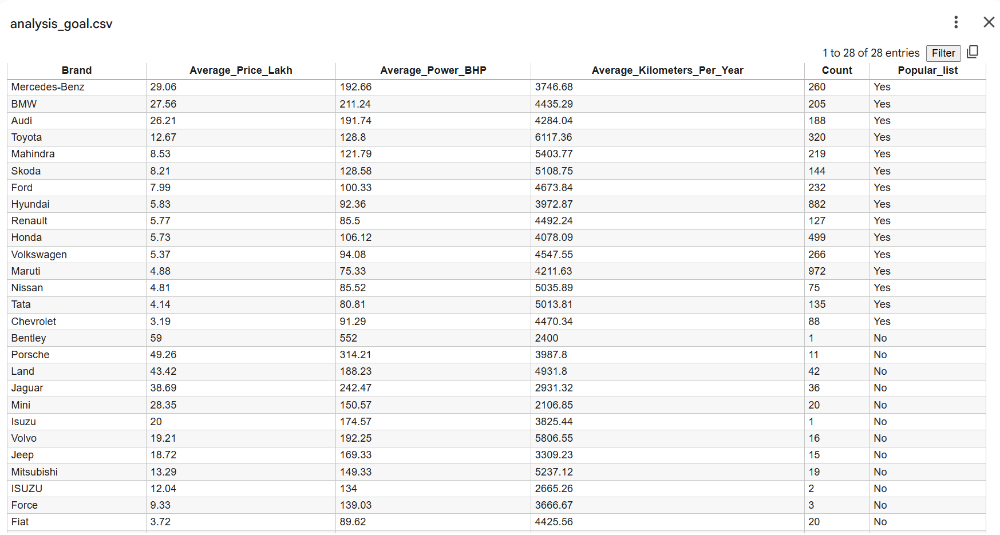 analysis_goal.csv
1 to 28 of 28 entries Filter
Brand Average_Price_Lakh Average_Power_BHP Average_Kilometers_Per_Year Count Popular_list
Mercedes-Benz 29.06 192.66 3746.68 260 Yes
BMW 27.56 211.24 4435.29 205 Yes
Audi 26.21 191.74 4284.04 188 Yes
Toyota 12.67 128.8 6117.36 320 Yes
Mahindra 8.53 121.79 5403.77 219 Yes
Skoda 8.21 128.58 5108.75 144 Yes
Ford 7.99 100.33 4673.84 232 Yes
Hyundai 5.83 92.36 3972.87 882 Yes
Renault 5.77 85.5 4492.24 127 Yes
Honda 5.73 106.12 4078.09 499 Yes
Volkswagen 5.37 94.08 4547.55 266 Yes
Maruti 4.88 75.33 4211.63 972 Yes
Nissan 4.81 85.52 5035.89 75 Yes
Tata 4.14 80.81 5013.81 135 Yes
Chevrolet 3.19 91.29 4470.34 88 Yes
Bentley 59 552 2400 1 No
Porsche 49.26 314.21 3987.8 11 No
Land 43.42 188.23 4931.8 42 No
Jaguar 38.69 242.47 2931.32 36 No
Mini 28.35 150.57 2106.85 20 No
Isuzu 20 174.57 3825.44 1 No
Volvo 19.21 192.25 5806.55 16 No
Jeep 18.72 169.33 3309.23 15 No
Mitsubishi 13.29 149.33 5237.12 19 No
ISUZU 12.04 134 2665.26 2 No
Force 9.33 139.03 3666.67 3 No
Fiat 3.72 89.62 4425.56 20 No